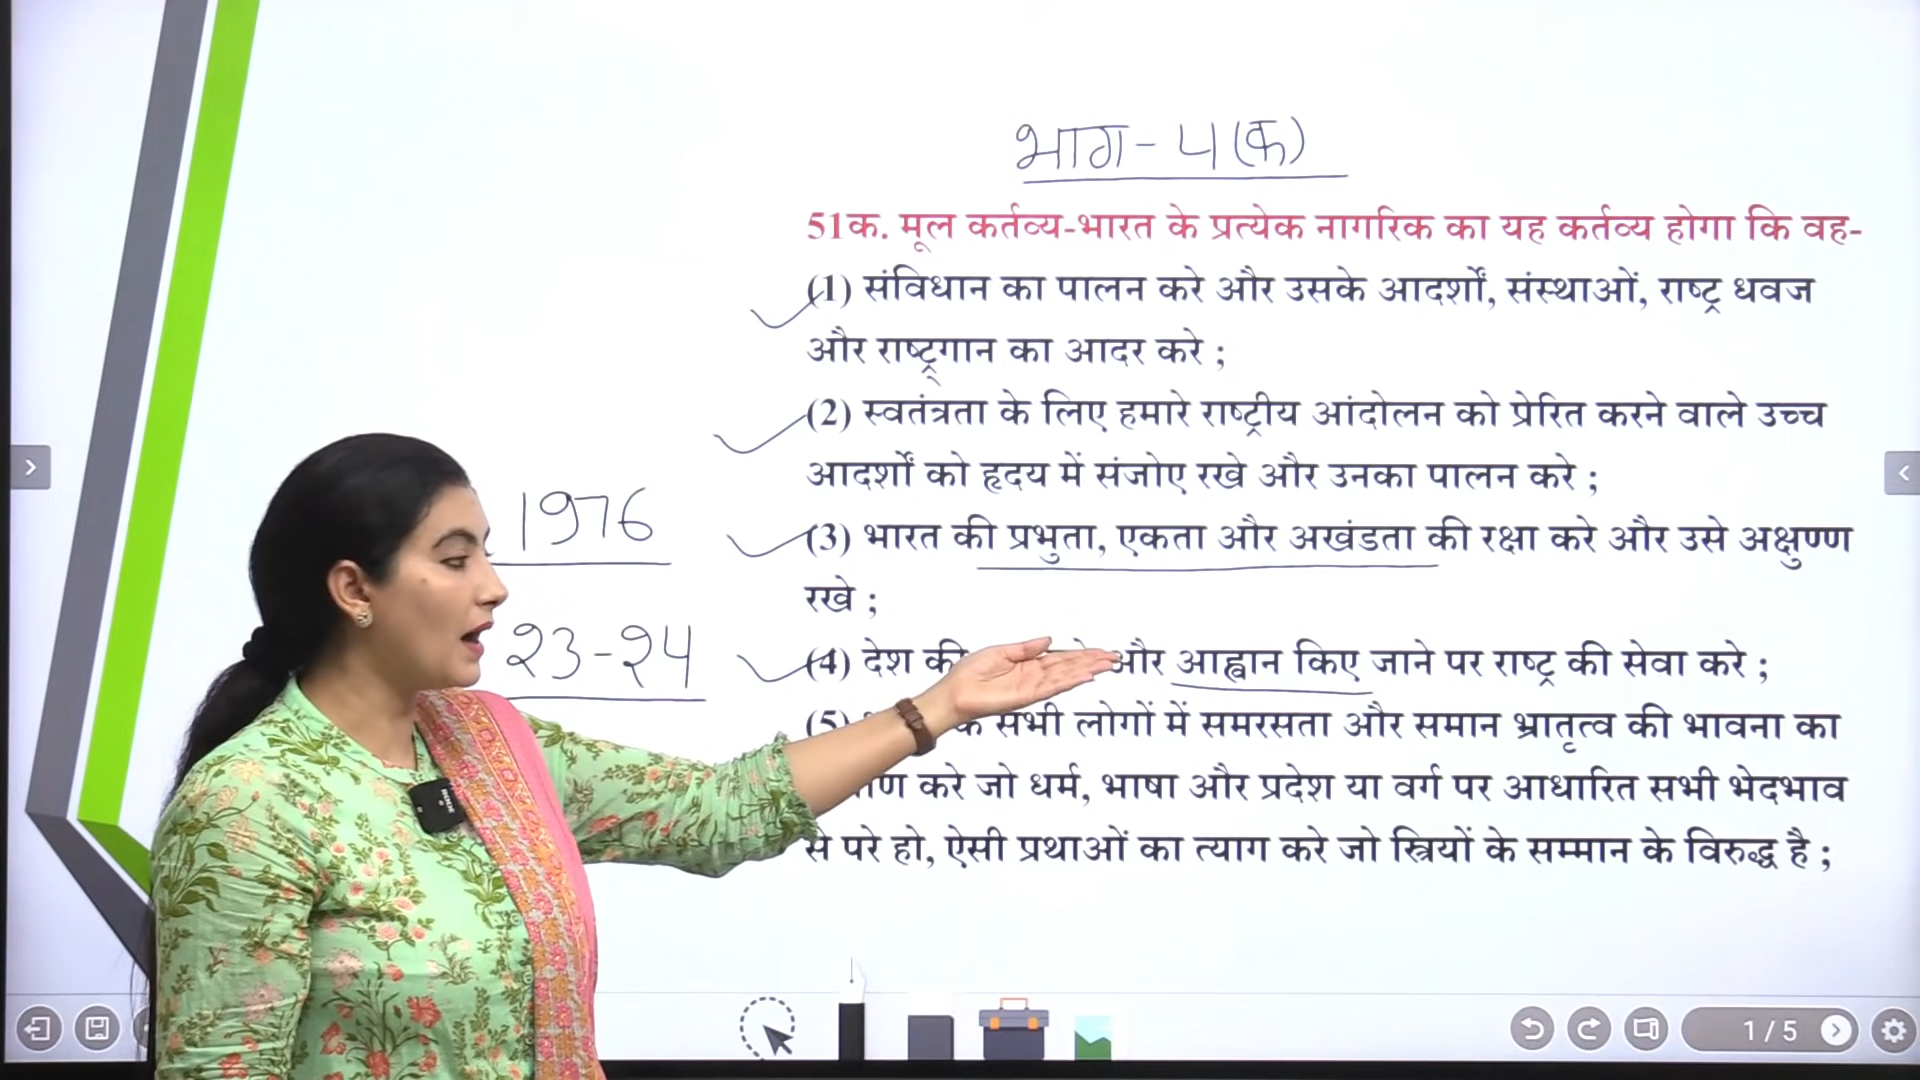 भाग - 4 (क)
51क. मूल कर्तव्य-भारत के प्रत्येक नागरिक का यह कर्तव्य होगा कि वह-
(1) संविधान का पालन करे और उसके आदर्शों, संस्थाओं, राष्ट्र धवज
और राष्ट्रगान का आदर करे ;
(2) स्वतंत्रता के लिए हमारे राष्ट्रीय आंदोलन को प्रेरित करने वाले उच्च
आदर्शों को हृदय में संजोए रखे और उनका पालन करे ;
1976
(3) भारत की प्रभुता, एकता और अखंडता की रक्षा करे और उसे अक्षुण्ण
रखे ;
23-24
(4) देश की और आह्वान किए जाने पर राष्ट्र की सेवा करे ;
(5) सभी लोगों में समरसता और समान भ्रातृत्व की भावना का
करे जो धर्म, भाषा और प्रदेश या वर्ग पर आधारित सभी भेदभाव
से परे हो, ऐसी प्रथाओं का त्याग करे जो स्त्रियों के सम्मान के विरुद्ध है ;
1 / 5